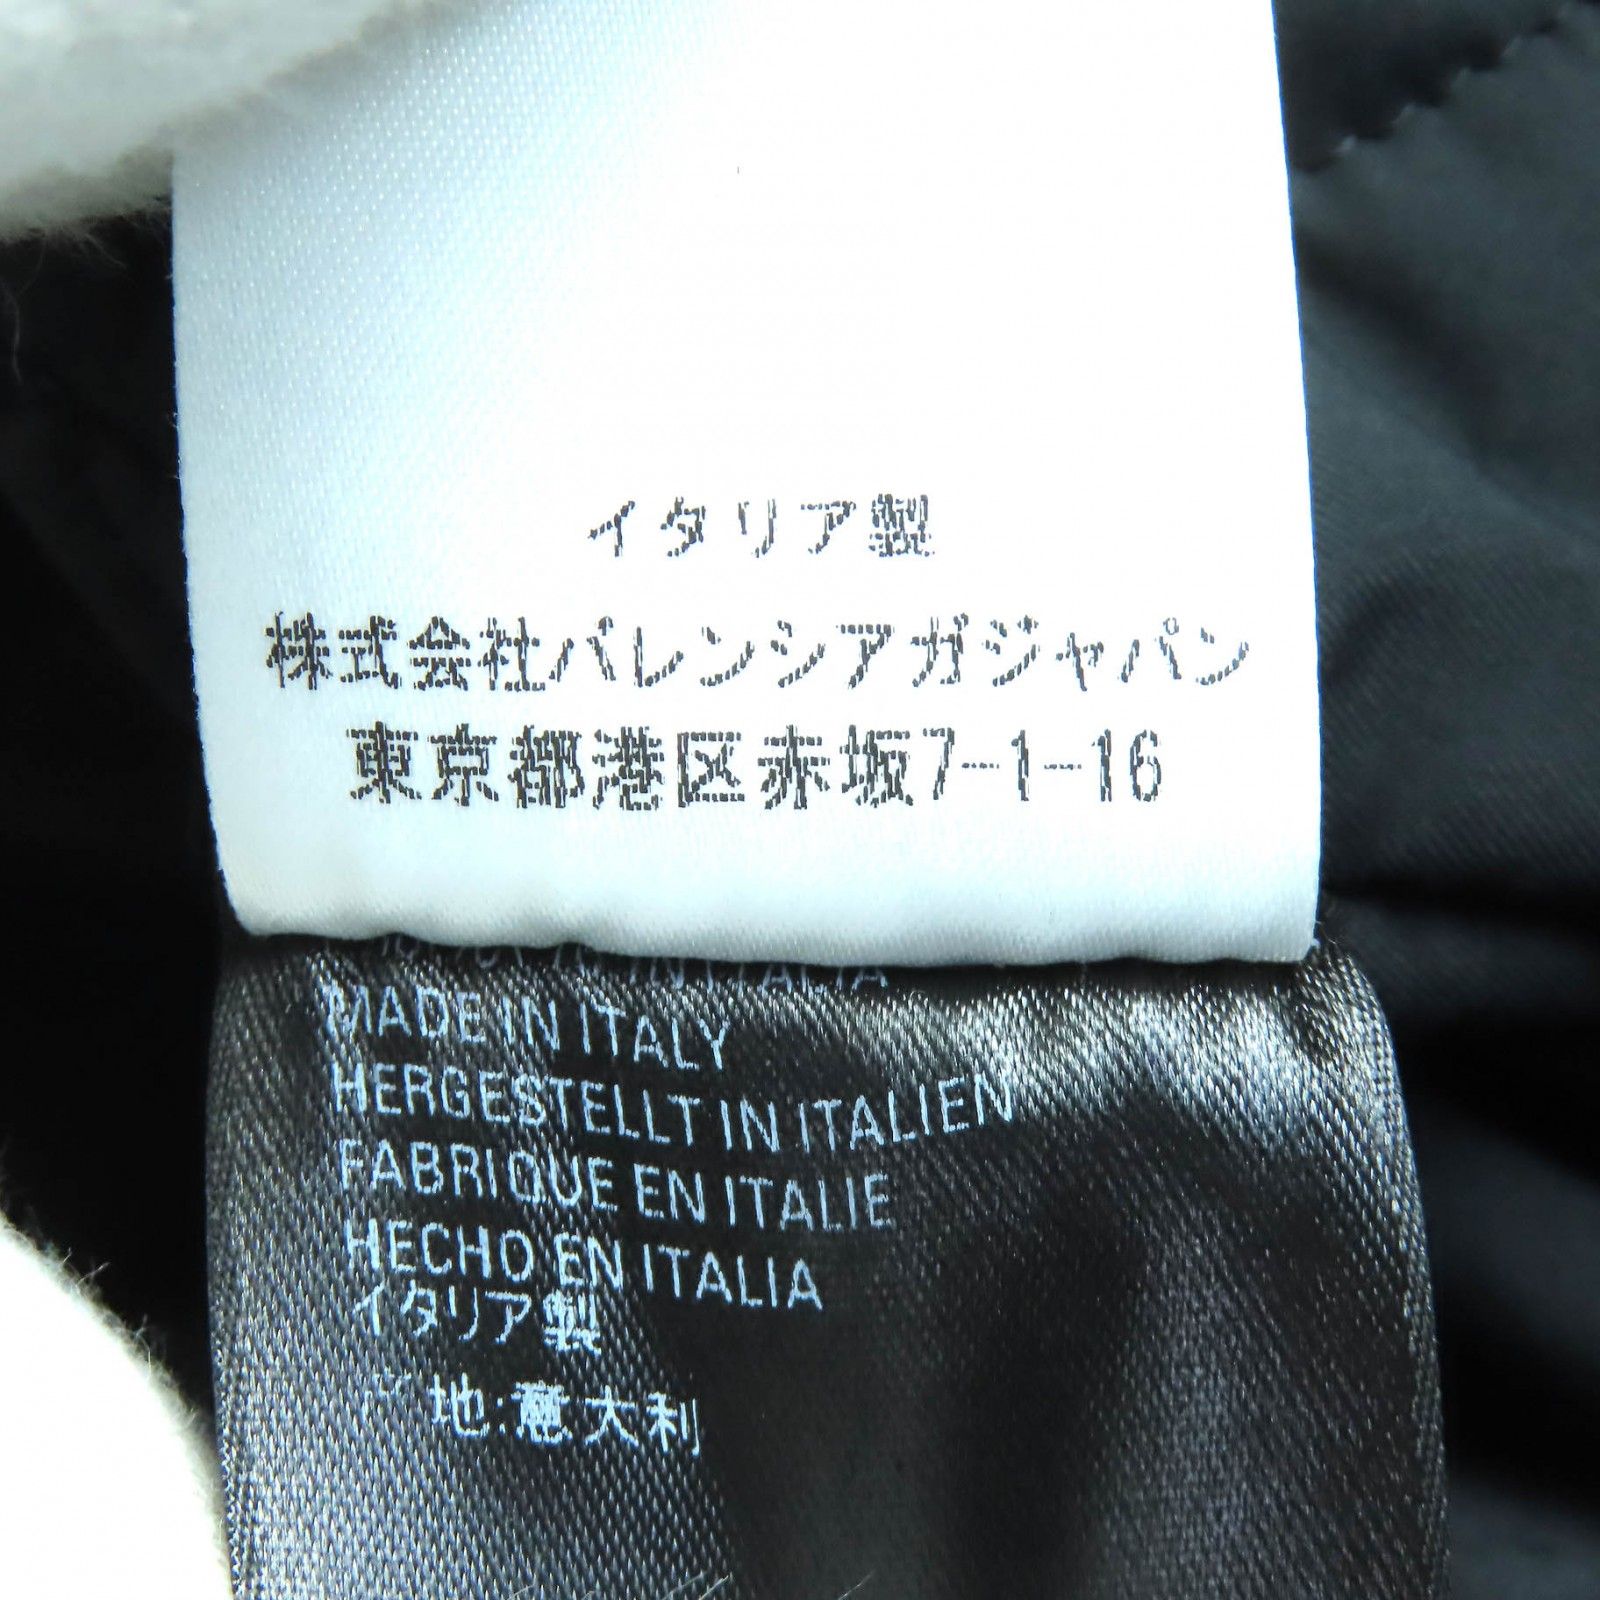 イタリア製
株式会社バレンシアガジャパン
東京都港区赤坂7-1-16
IN ITALIA
MADE IN ITALY
HERGESTELLT IN ITALIEN
FABRIQUE EN ITALIE
HECHO EN ITALIA
イタリア製
地:意大利